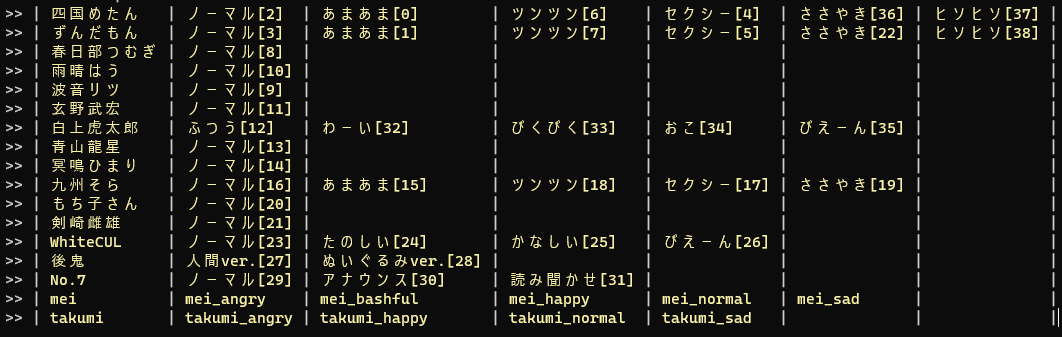 >> | 四国めたん | ノーマル[2] | あまあま[0] | ツンツン[6] | セクシー[4] | ささやき[36] | ヒソヒソ[37] |
>> | ずんだもん | ノーマル[3] | あまあま[1] | ツンツン[7] | セクシー[5] | ささやき[22] | ヒソヒソ[38] |
>> | 春日部つむぎ | ノーマル[8] | | | | | |
>> | 雨晴はう | ノーマル[10] | | | | | |
>> | 波音リツ | ノーマル[9] | | | | | |
>> | 玄野武宏 | ノーマル[11] | | | | | |
>> | 白上虎太郎 | ふつう[12] | わーい[32] | びくびく[33] | おこ[34] | びえーん[35] | |
>> | 青山龍星 | ノーマル[13] | | | | | |
>> | 冥鳴ひまり | ノーマル[14] | | | | | |
>> | 九州そら | ノーマル[16] | あまあま[15] | ツンツン[18] | セクシー[17] | ささやき[19] | |
>> | もち子さん | ノーマル[20] | | | | | |
>> | 剣崎雌雄 | ノーマル[21] | | | | | |
>> | WhiteCUL | ノーマル[23] | たのしい[24] | かなしい[25] | びえーん[26] | | |
>> | 後鬼 | 人間ver.[27] | ぬいぐるみver.[28] | | | | |
>> | No.7 | ノーマル[29] | アナウンス[30] | 読み聞かせ[31] | | | |
>> | mei | mei_angry | mei_bashful | mei_happy | mei_normal | mei_sad | |
>> | takumi | takumi_angry | takumi_happy | takumi_normal | takumi_sad | | |